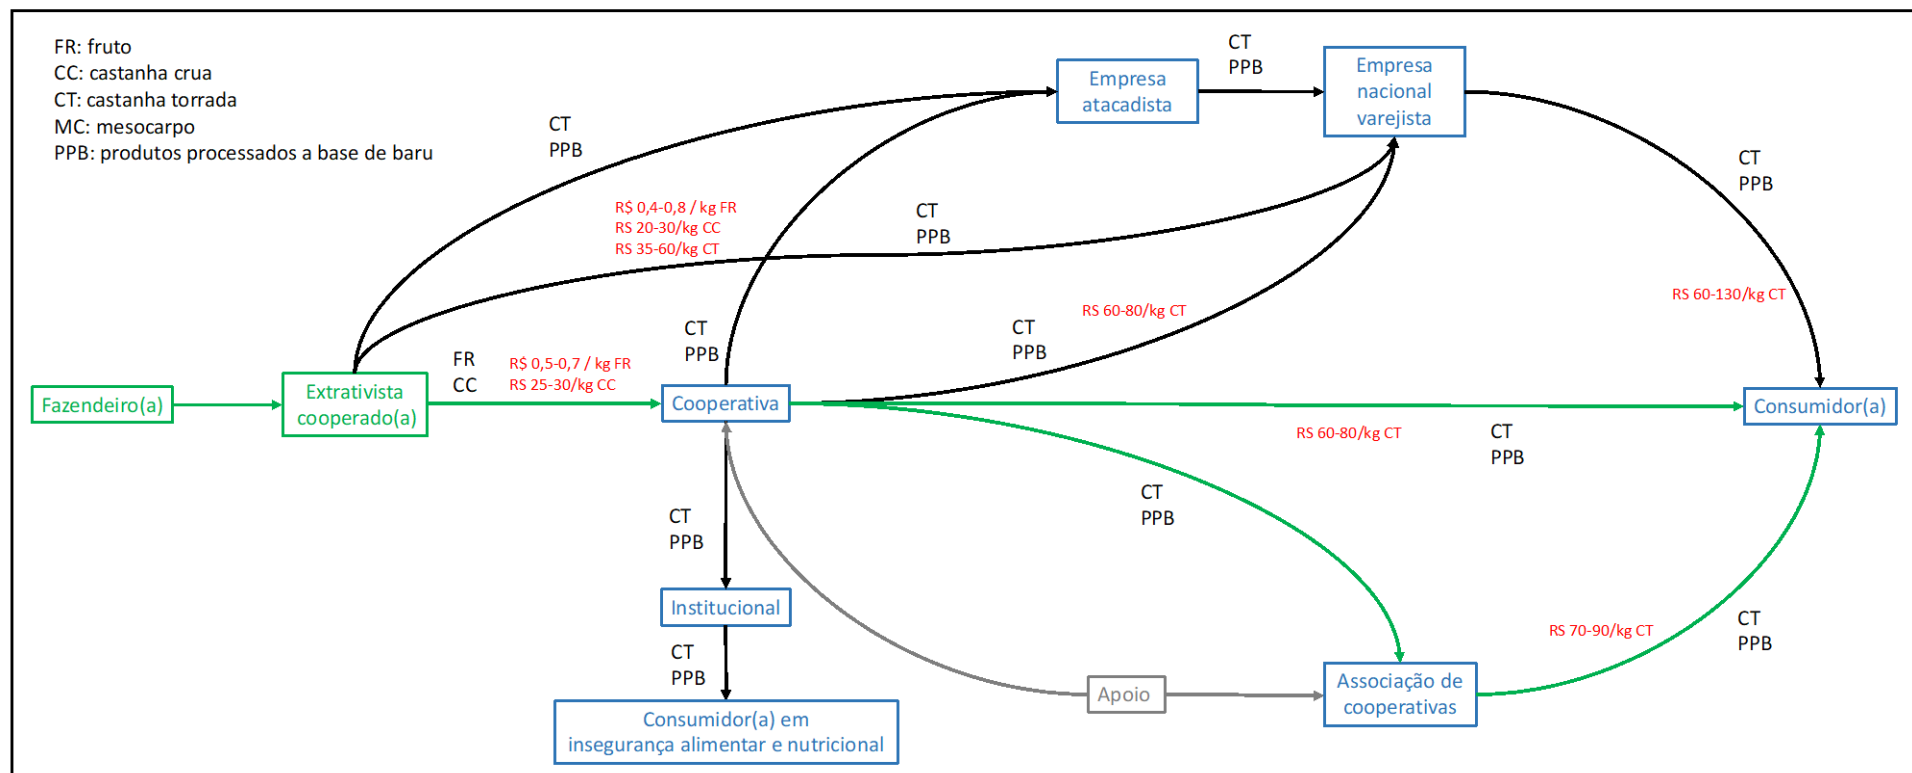 FR: fruto
CC: castanha crua
CT: castanha torrada
MC: mesocarpo
PPB: produtos processados a base de baru
CT
PPB
Empresa
atacadista
CT
PPB
Empresa
nacional
varejista
CT
PPB
R$ 0,4-0,8 / kg FR
RS 20-30/kg CC
RS 35-60/kg CT
CT
PPB
RS 60-80/kg CT
RS 60-130/kg CT
CT
PPB
CT
PPB
Fazendeiro(a)
Extrativista
cooperado(a)
FR
CC
R$ 0,5-0,7 / kg FR
RS 25-30/kg CC
Cooperativa
Consumidor(a)
RS 60-80/kg CT
CT
PPB
CT
PPB
CT
PPB
Institucional
CT
PPB
Consumidor(a) em
insegurança alimentar e nutricional
Apoio
Associação de
cooperativas
RS 70-90/kg CT
CT
PPB